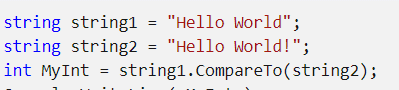 string string1 = "Hello World";
string string2 = "Hello World!";
int MyInt = string1.CompareTo(string2);